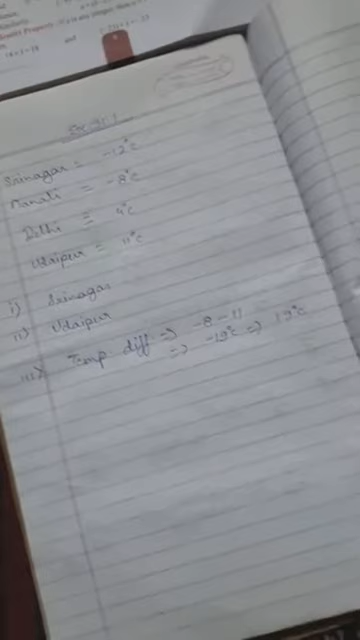 Srinagar = -12°C
Manali = -8°C
Delhi = 4°C
Udaipur = 11°C
i) Srinagar
ii) Udaipur
iii) Temp diff => -8 - 11
=> -19°C => 19°C